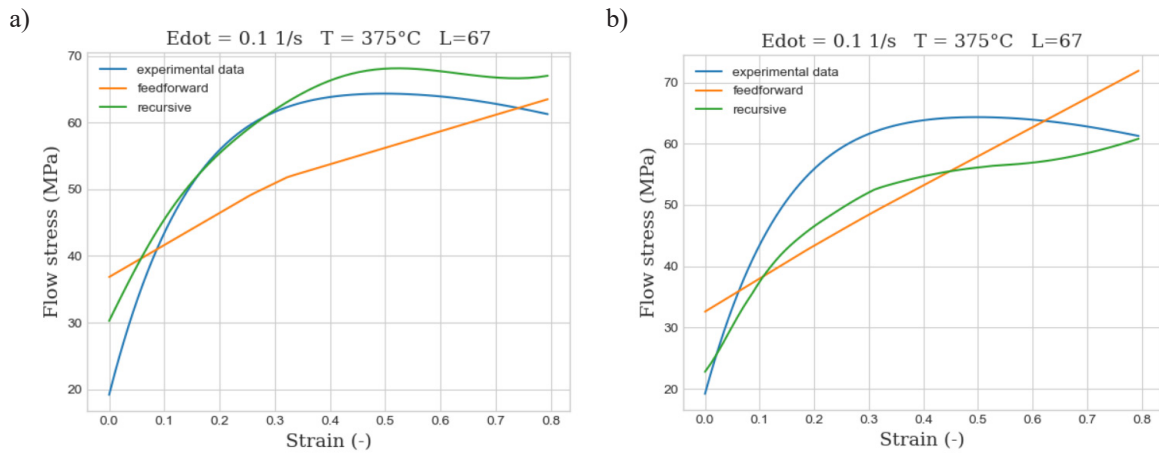 a)
Edot = 0.1 1/s   T = 375°C   L=67
70
60
50
40
30
20
Flow stress (MPa)
experimental data
feedforward
recursive
0.0 0.1 0.2 0.3 0.4 0.5 0.6 0.7 0.8
Strain (-)
b)
Edot = 0.1 1/s   T = 375°C   L=67
70
60
50
40
30
20
Flow stress (MPa)
experimental data
feedforward
recursive
0.0 0.1 0.2 0.3 0.4 0.5 0.6 0.7 0.8
Strain (-)